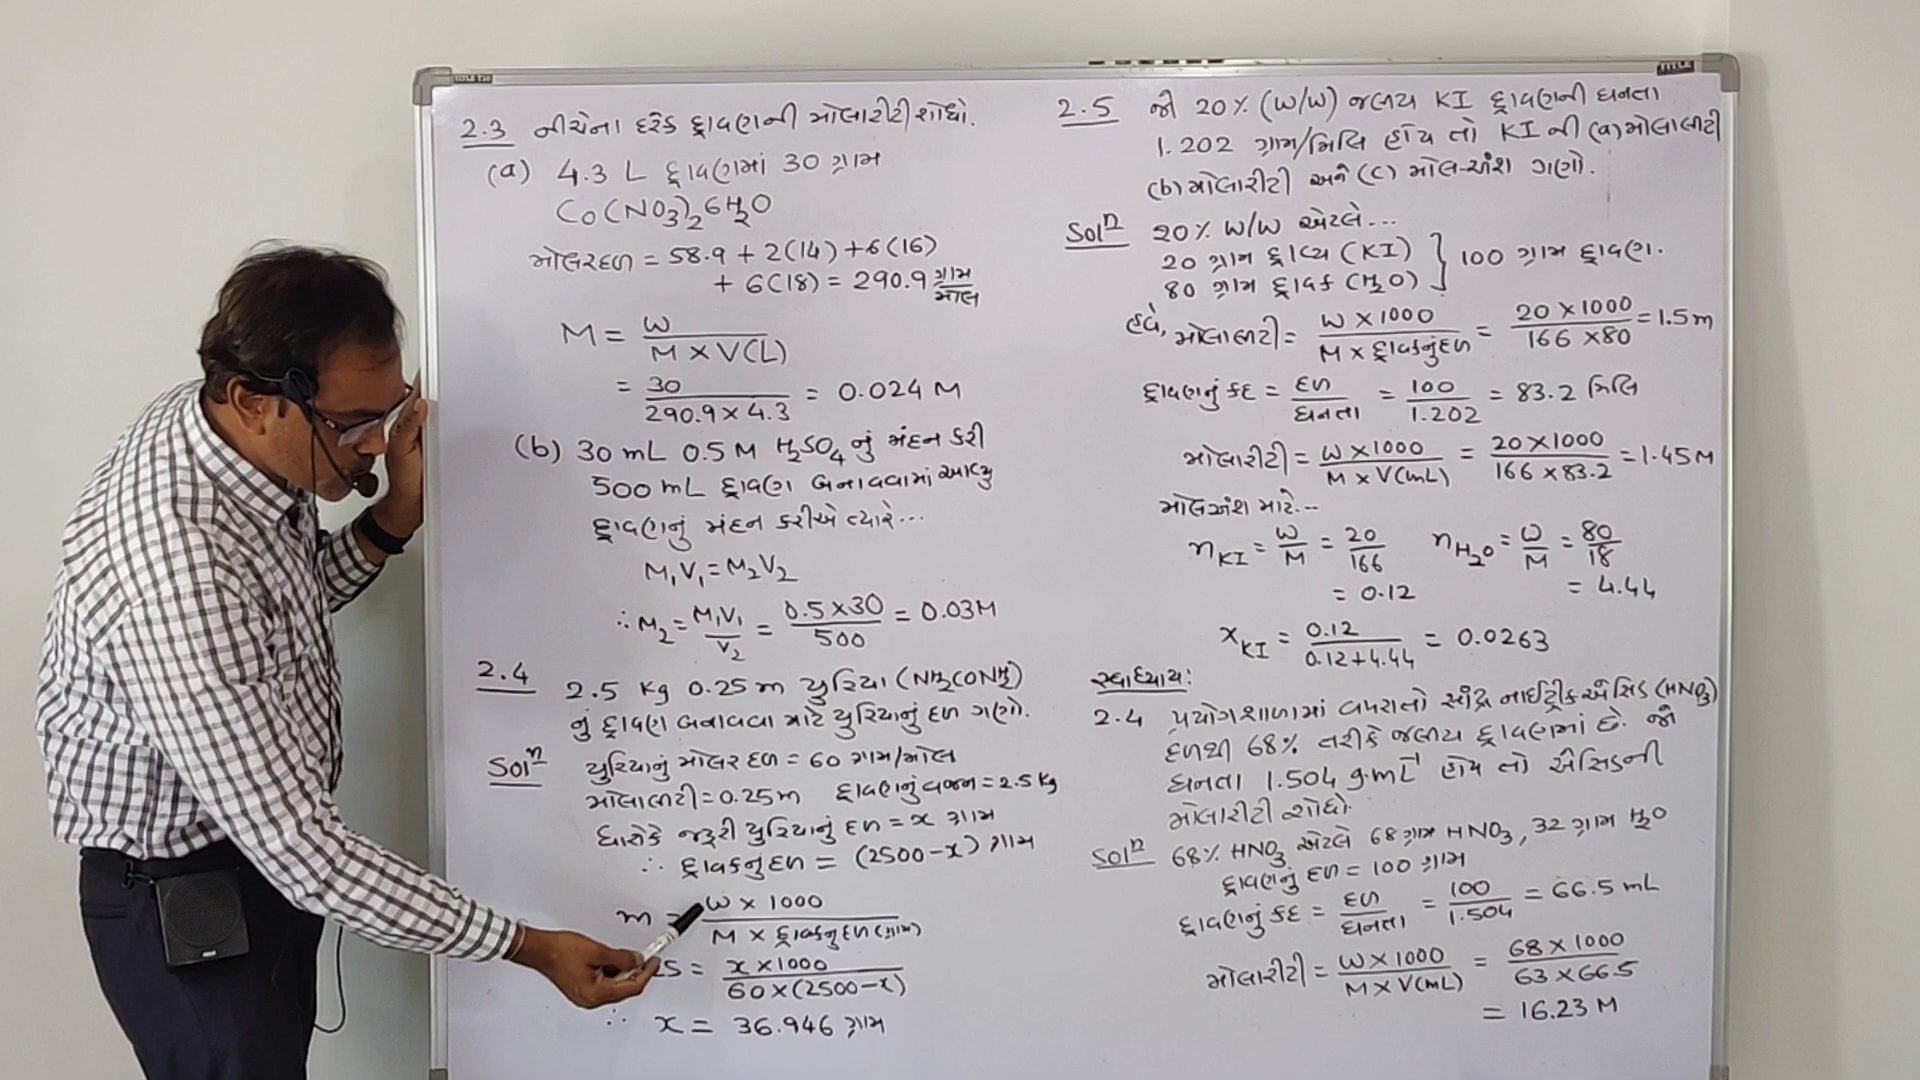 2.3 નીચેના દરેક દ્રાવણની મોલારીટી શોધો.
(a) 4.3 L દ્રાવણમાં 30 ગ્રામ
Co(NO₃)₂6H₂O
મોલરદળ = 58.9 + 2(14) + 6(16)
+ 6(18) = 290.9 ગ્રામ/મોલ
M = W / M × V(L)
= 30 / 290.9 × 4.3 = 0.024 M
(b) 30 mL 0.5 M H₂SO₄ નું મંદન કરી
500 mL દ્રાવણ બનાવવામાં આવ્યુ
દ્રાવણનું મંદન કરીએ ત્યારે...
M₁V₁ = M₂V₂
∴ M₂ = M₁V₁ / V₂ = 0.5 × 30 / 500 = 0.03M
2.4 2.5 kg 0.25 m યુરિયા (NH₂CONH₂)
નું દ્રાવણ બનાવવા માટે યુરિયાનું દળ ગણો.
Solⁿ યુરિયાનું મોલર દળ = 60 ગ્રામ/મોલ
મોલાલટી = 0.25m દ્રાવણનું વજન = 2.5 kg
ધારોકે જરૂરી યુરિયાનું દળ = x ગ્રામ
∴ દ્રાવકનું દળ = (2500 - x) ગ્રામ
m = W × 1000 / M × દ્રાવકનું દળ (ગ્રામ)
25 = x × 1000 / 60 × (2500 - x)
∴ x = 36.946 ગ્રામ
2.5 જો 20% (W/W) જલીય KI દ્રાવણની ઘનતા
1.202 ગ્રામ/મિલિ હોય તો KI ની (a) મોલાલીટી
(b) મોલારીટી અને (c) મોલ-અંશ ગણો.
Solⁿ 20% W/W એટલે...
20 ગ્રામ દ્રાવ્ય (KI)
80 ગ્રામ દ્રાવક (H₂O) } 100 ગ્રામ દ્રાવણ.
હવે, મોલાલટી = W × 1000 / M × દ્રાવકનું દળ = 20 × 1000 / 166 × 80 = 1.5 m
દ્રાવણનું કદ = દળ / ઘનતા = 100 / 1.202 = 83.2 મિલિ
મોલારીટી = W × 1000 / M × V(mL) = 20 × 1000 / 166 × 83.2 = 1.45 M
મોલઅંશ માટે...
n KI = W / M = 20 / 166 n H₂O = W / M = 80 / 18
= 0.12 = 4.44
x KI = 0.12 / 0.12 + 4.44 = 0.0263
સ્વાધ્યાય:
2.4 પ્રયોગશાળામાં વપરાતો સાંદ્ર નાઈટ્રીક એસિડ (HNO₃)
દળથી 68% તરીકે જલીય દ્રાવણમાં છે. જો
ઘનતા 1.504 g·mL⁻¹ હોય તો એસિડની
મોલારીટી શોધો.
Solⁿ 68% HNO₃ એટલે 68 ગ્રામ HNO₃, 32 ગ્રામ H₂O
દ્રાવણનું દળ = 100 ગ્રામ
દ્રાવણનું કદ = દળ / ઘનતા = 100 / 1.504 = 66.5 mL
મોલારીટી = W × 1000 / M × V(mL) = 68 × 1000 / 63 × 66.5
= 16.23 M